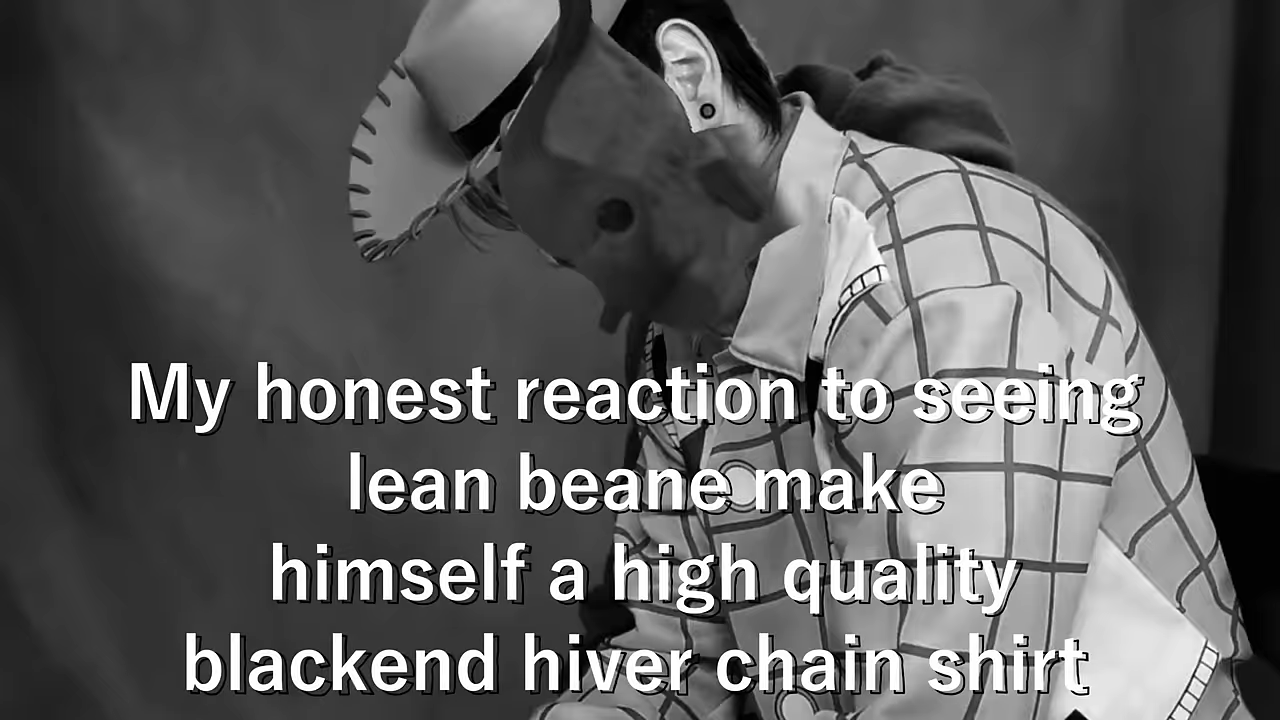 My honest reaction to seeing
lean beane make
himself a high quality
blackend hiver chain shirt